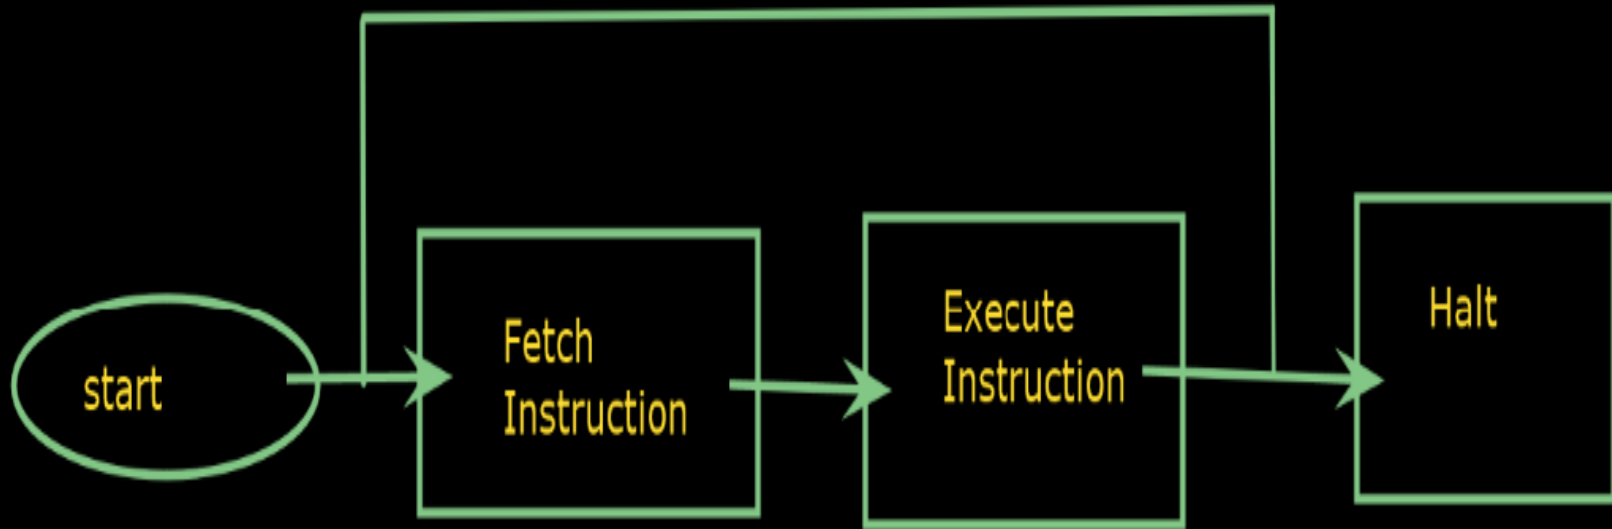 start
Fetch
Instruction
Execute
Instruction
Halt